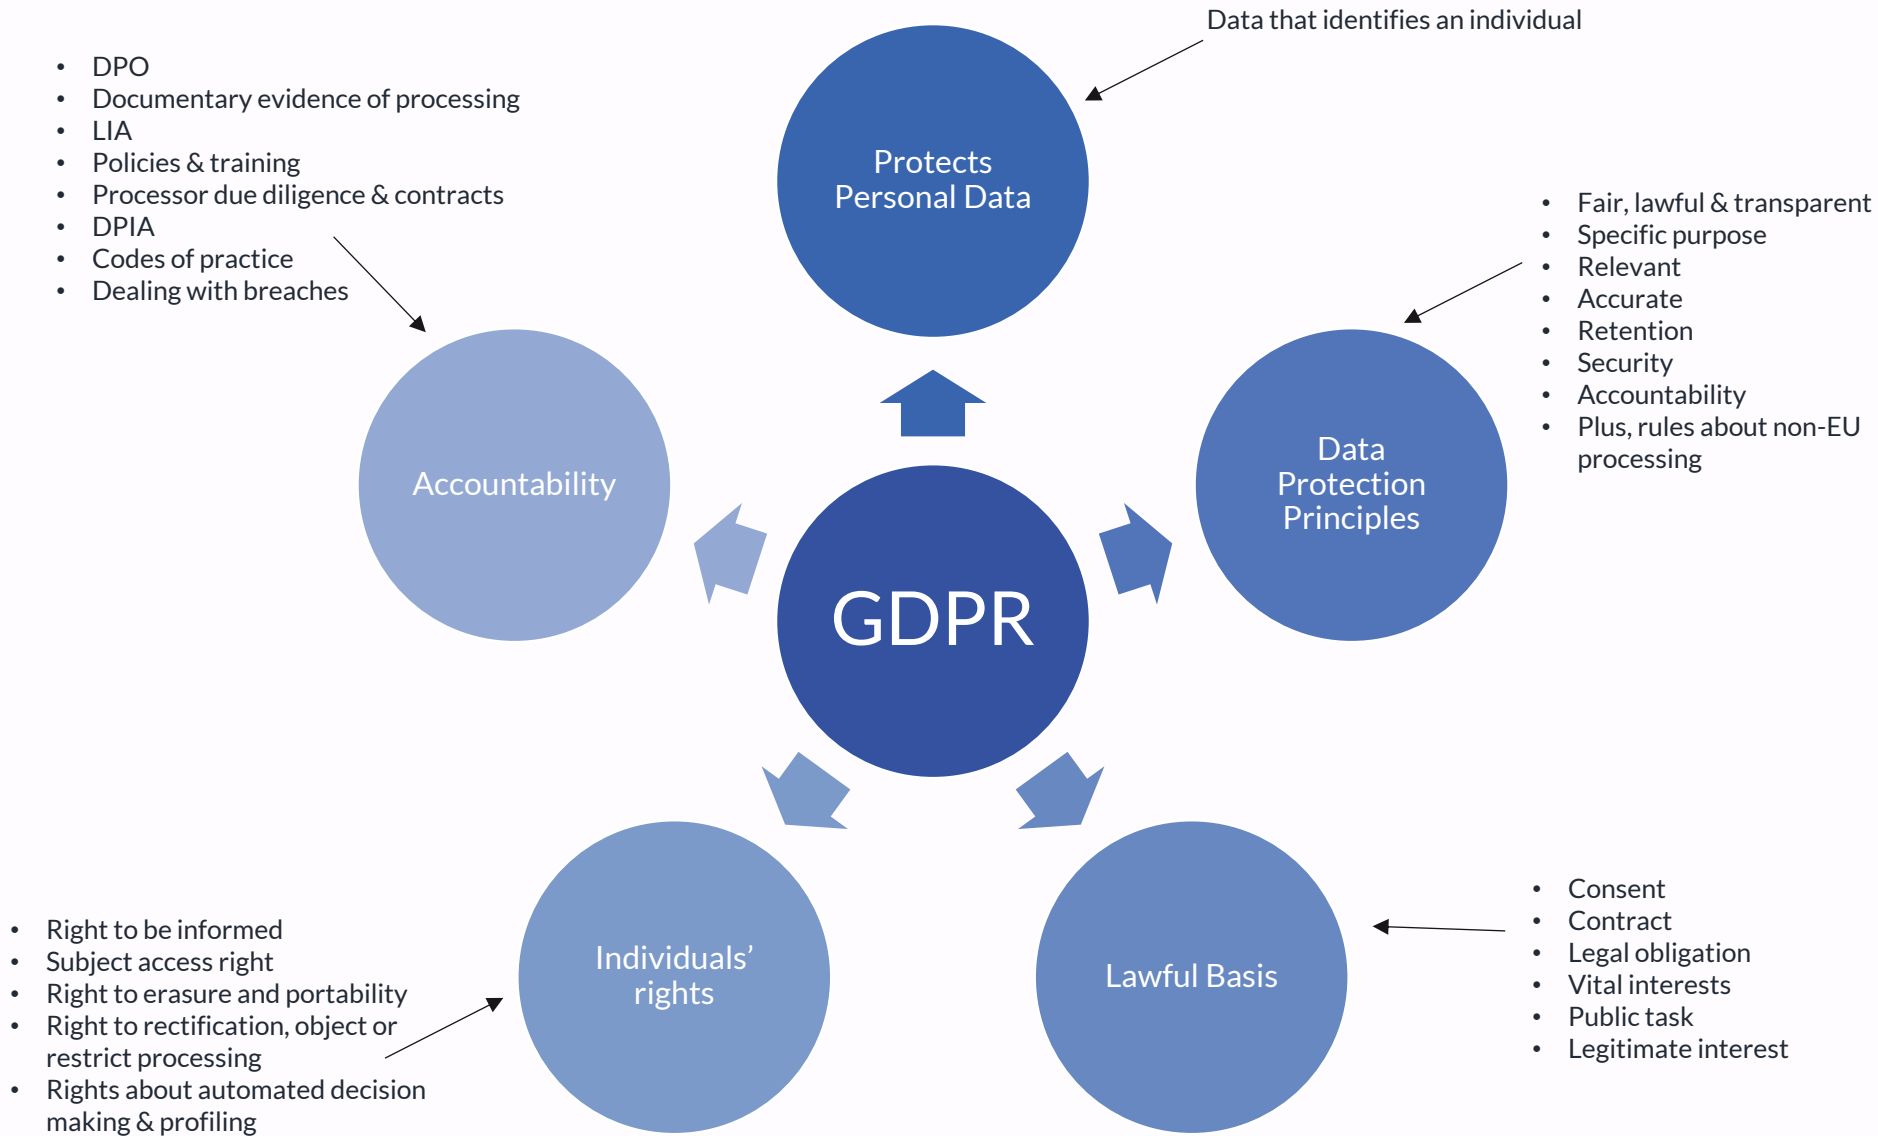 Data that identifies an individual
• DPO
• Documentary evidence of processing
• LIA
• Policies & training
• Processor due diligence & contracts
• DPIA
• Codes of practice
• Dealing with breaches
Protects
Personal Data
• Fair, lawful & transparent
• Specific purpose
• Relevant
• Accurate
• Retention
• Security
• Accountability
• Plus, rules about non-EU
processing
Accountability
Data
Protection
Principles
GDPR
Individuals’
rights
Lawful Basis
• Right to be informed
• Subject access right
• Right to erasure and portability
• Right to rectification, object or
restrict processing
• Rights about automated decision
making & profiling
• Consent
• Contract
• Legal obligation
• Vital interests
• Public task
• Legitimate interest